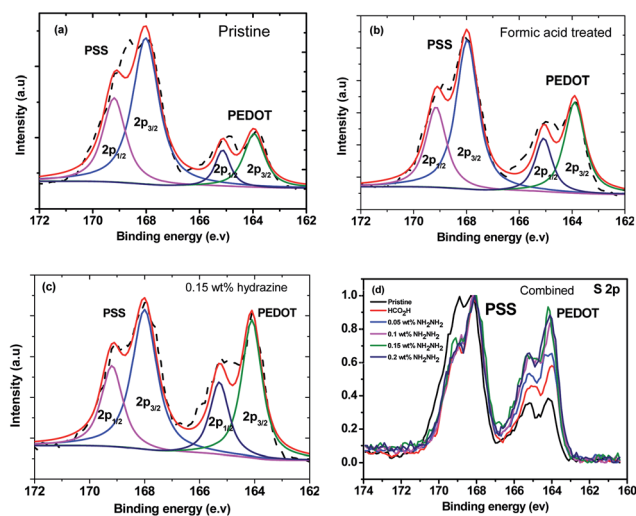 (a)
Pristine
PSS
PEDOT
2p1/2
2p3/2
2p1/2
2p3/2
Intensity (a.u)
172 170 168 166 164 162
Binding energy (e.v)
(b)
Formic acid treated
PSS
PEDOT
2p1/2
2p3/2
2p1/2
2p3/2
Intensity (a.u)
172 170 168 166 164 162
Binding energy (e.v)
(c)
0.15 wt% hydrazine
PSS
PEDOT
2p1/2
2p3/2
2p1/2
2p3/2
Intensity (a.u)
172 170 168 166 164 162
Binding energy (e.v)
(d)
Combined
S 2p
Pristine
HCO2H
0.05 wt% NH2NH2
0.1 wt% NH2NH2
0.15 wt% NH2NH2
0.2 wt% NH2NH2
PSS
PEDOT
1.0
0.8
0.6
0.4
0.2
0.0
174 172 170 168 166 164 162 160
Binding energy (ev)